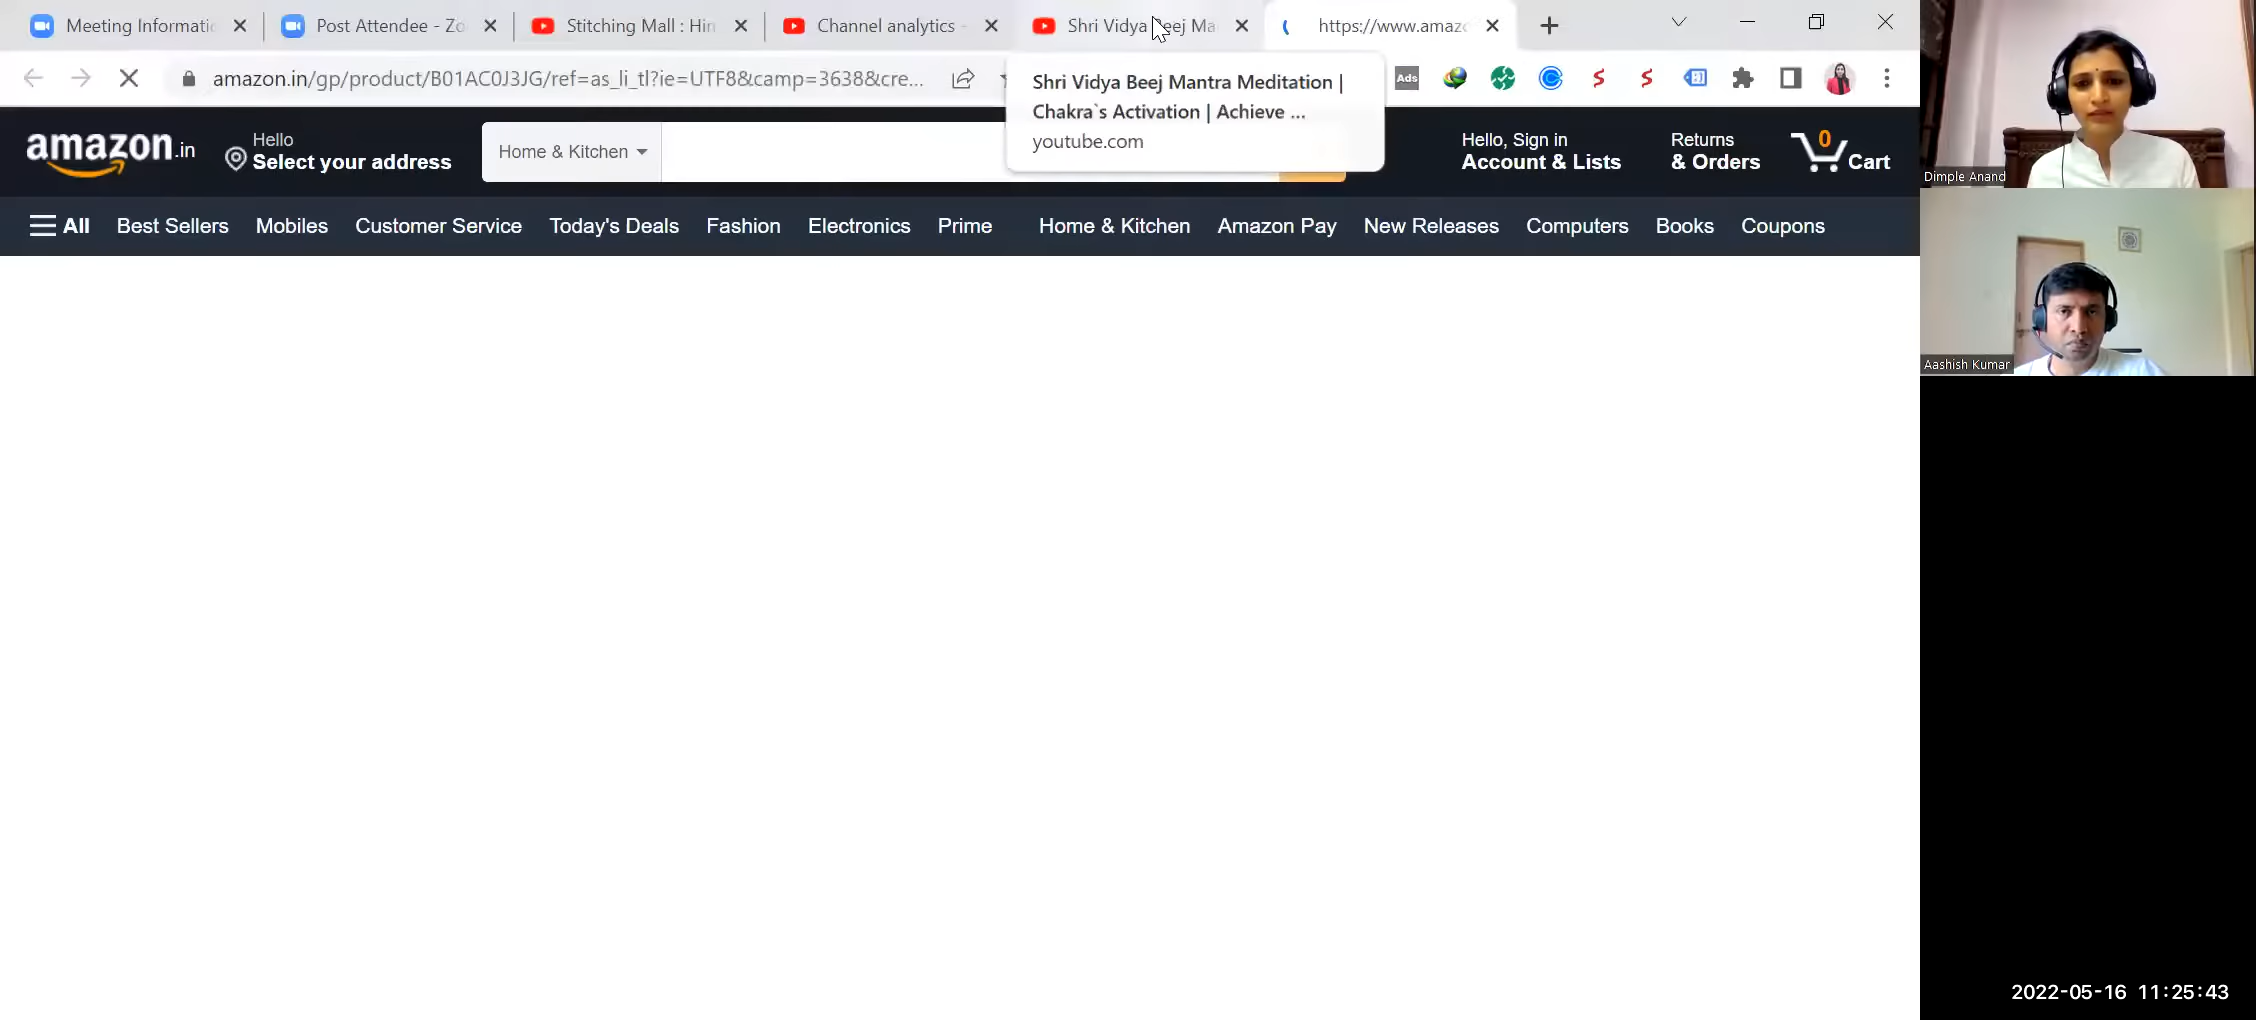 Meeting Informatio
Post Attendee - Zo
Stitching Mall : Hin
Channel analytics -
Shri Vidya Beej Ma
https://www.amazo
amazon.in/gp/product/B01AC0J3JG/ref=as_li_tl?ie=UTF8&camp=3638&cre...
Ads
Shri Vidya Beej Mantra Meditation |
Chakra`s Activation | Achieve ...
youtube.com
amazon.in
Hello
Select your address
Home & Kitchen
Hello, Sign in
Account & Lists
Returns
& Orders
0
Cart
All
Best Sellers
Mobiles
Customer Service
Today's Deals
Fashion
Electronics
Prime
Home & Kitchen
Amazon Pay
New Releases
Computers
Books
Coupons
Dimple Anand
Aashish Kumar
2022-05-16 11:25:43